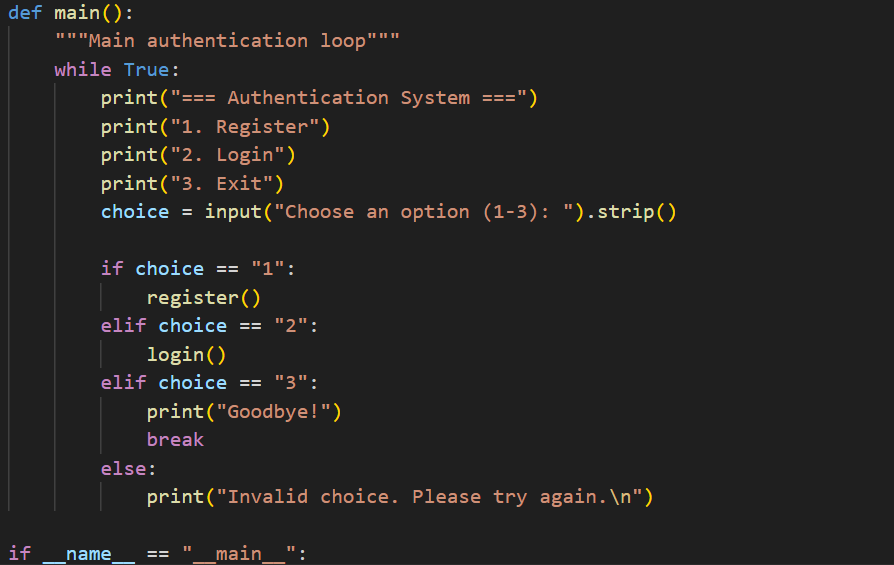 def main():
    """Main authentication loop"""
    while True:
        print("=== Authentication System ===")
        print("1. Register")
        print("2. Login")
        print("3. Exit")
        choice = input("Choose an option (1-3): ").strip()

        if choice == "1":
            register()
        elif choice == "2":
            login()
        elif choice == "3":
            print("Goodbye!")
            break
        else:
            print("Invalid choice. Please try again.\n")

if __name__ == "__main__":